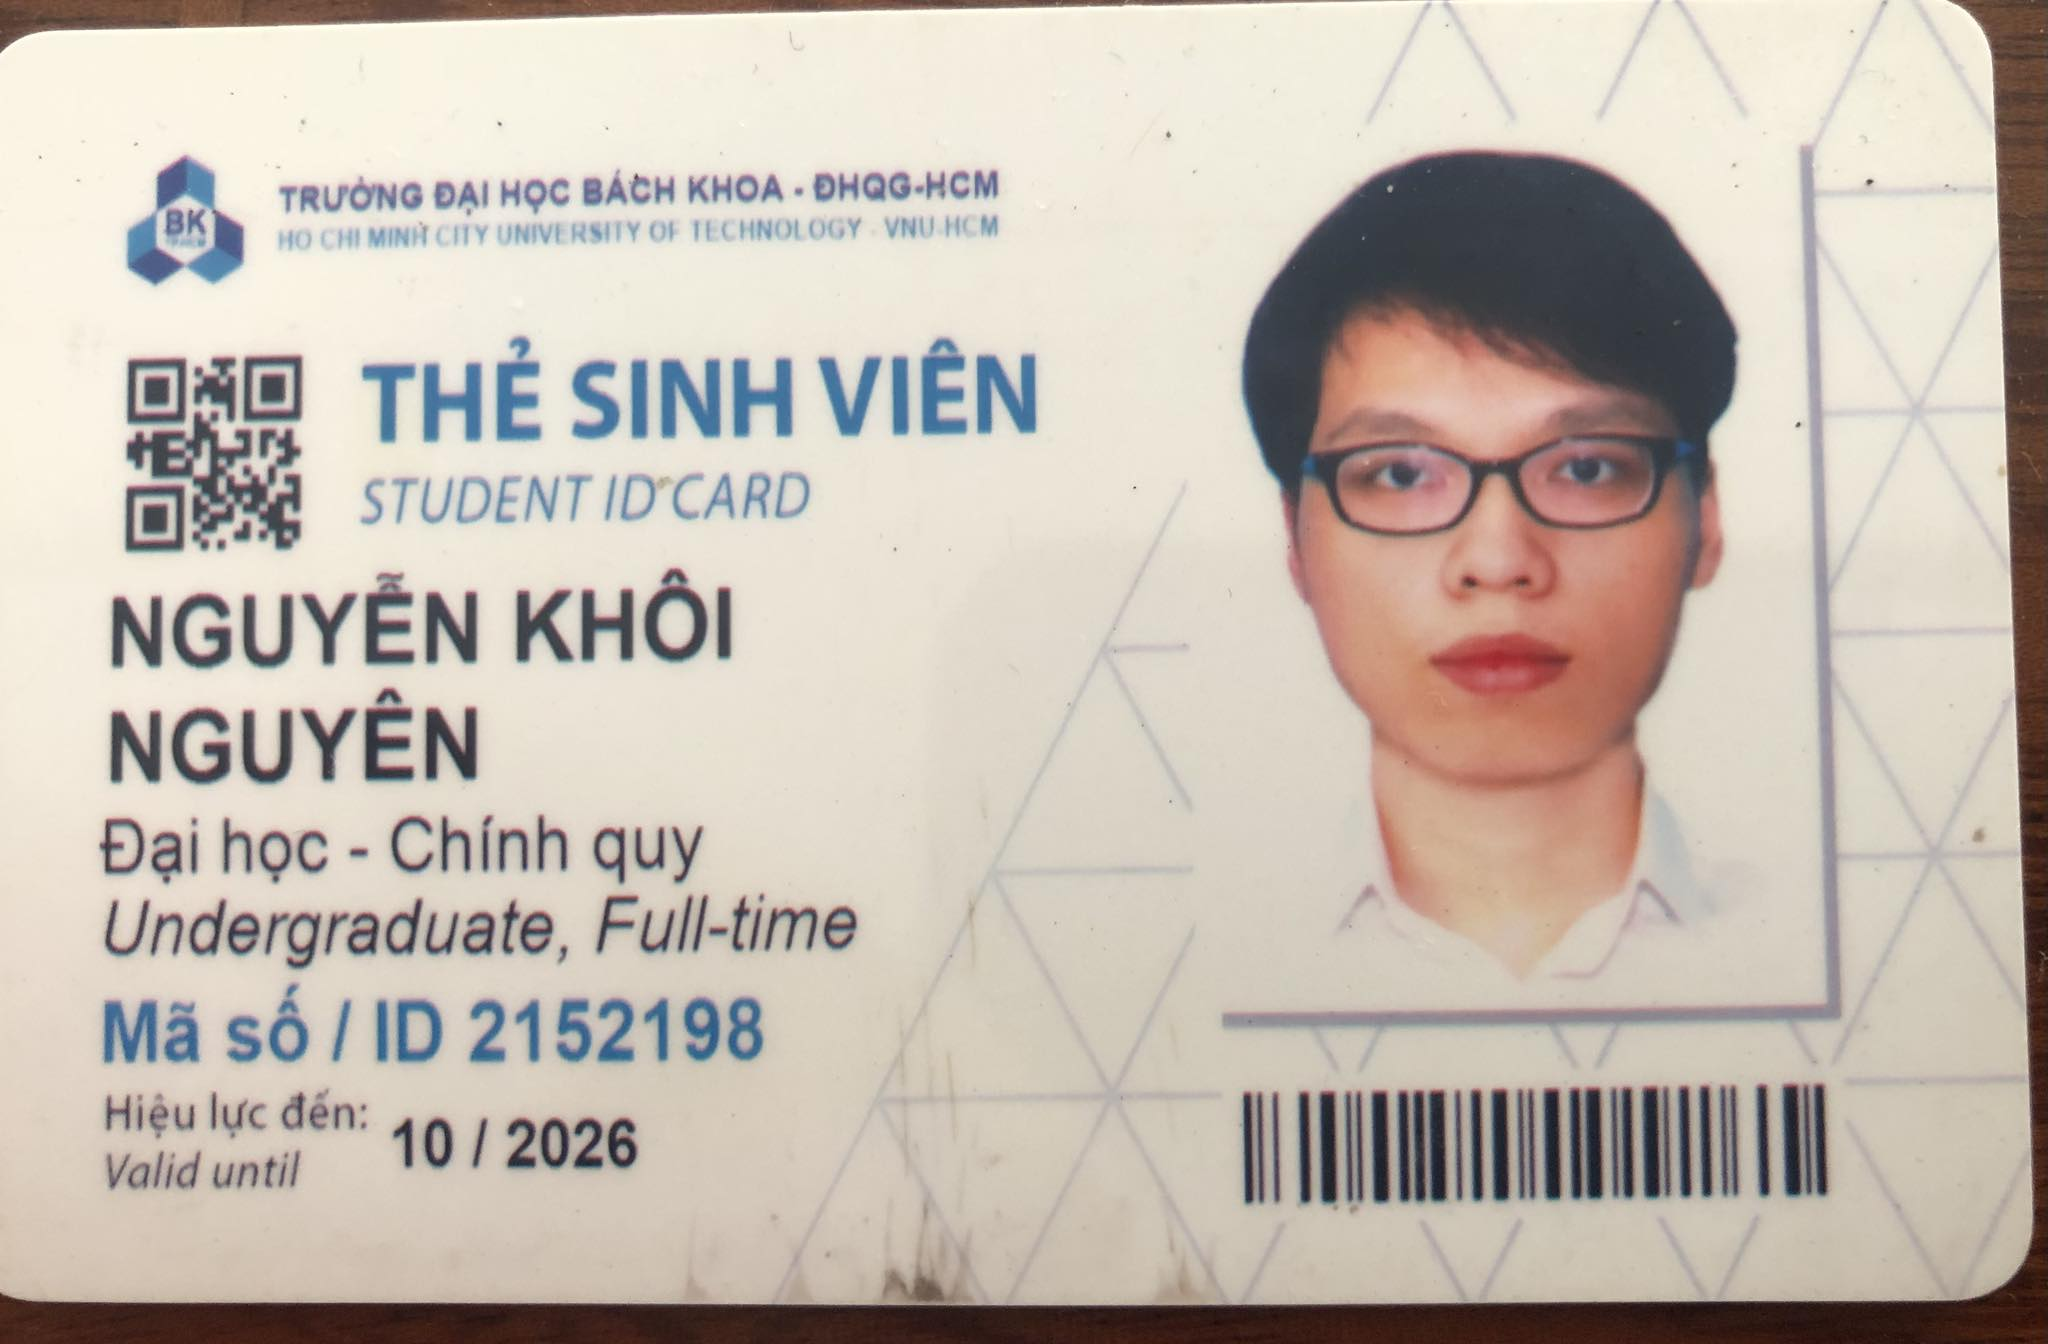 TRƯỜNG ĐẠI HỌC BÁCH KHOA - ĐHQG-HCM
HO CHI MINH CITY UNIVERSITY OF TECHNOLOGY - VNU-HCM
BK
TP.HCM
THẺ SINH VIÊN
STUDENT ID CARD
BK
NGUYỄN KHÔI
NGUYÊN
Đại học - Chính quy
Undergraduate, Full-time
Mã số / ID 2152198
Hiệu lực đến: 10 / 2026
Valid until